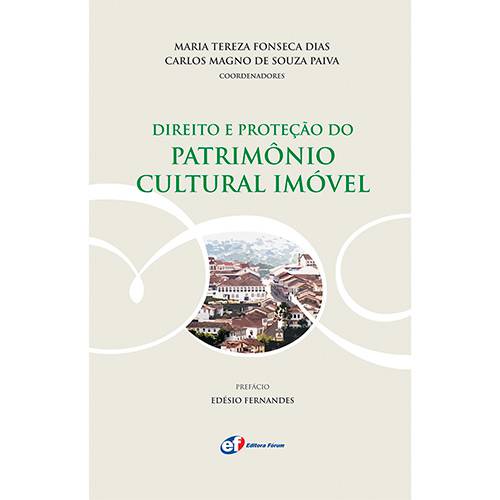 MARIA TEREZA FONSECA DIAS
CARLOS MAGNO DE SOUZA PAIVA
COORDENADORES
DIREITO E PROTEÇÃO DO
PATRIMÔNIO
CULTURAL IMÓVEL
PREFÁCIO
EDÉSIO FERNANDES
ef Editora Fórum